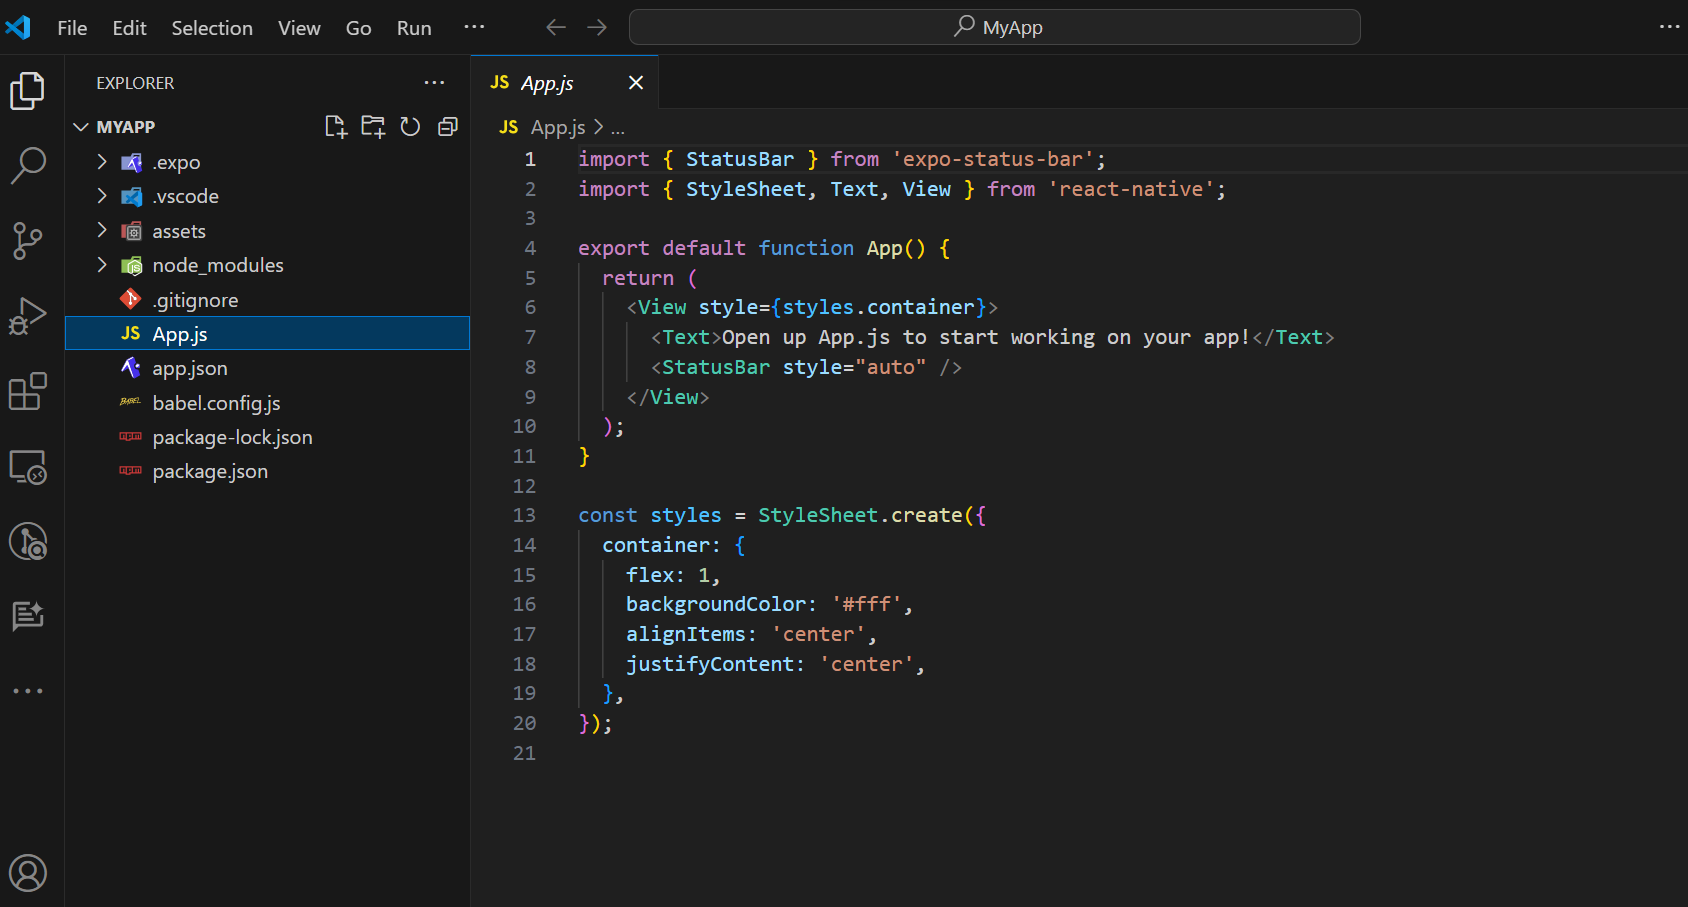 File Edit Selection View Go Run ···
MyApp
EXPLORER
MYAPP
.expo
.vscode
assets
node_modules
.gitignore
JS App.js
app.json
BABEL babel.config.js
package-lock.json
package.json
JS App.js
JS App.js > ...
1 import { StatusBar } from 'expo-status-bar';
2 import { StyleSheet, Text, View } from 'react-native';
3
4 export default function App() {
5   return (
6     <View style={styles.container}>
7       <Text>Open up App.js to start working on your app!</Text>
8       <StatusBar style="auto" />
9     </View>
10   );
11 }
12
13 const styles = StyleSheet.create({
14   container: {
15     flex: 1,
16     backgroundColor: '#fff',
17     alignItems: 'center',
18     justifyContent: 'center',
19   },
20 });
21